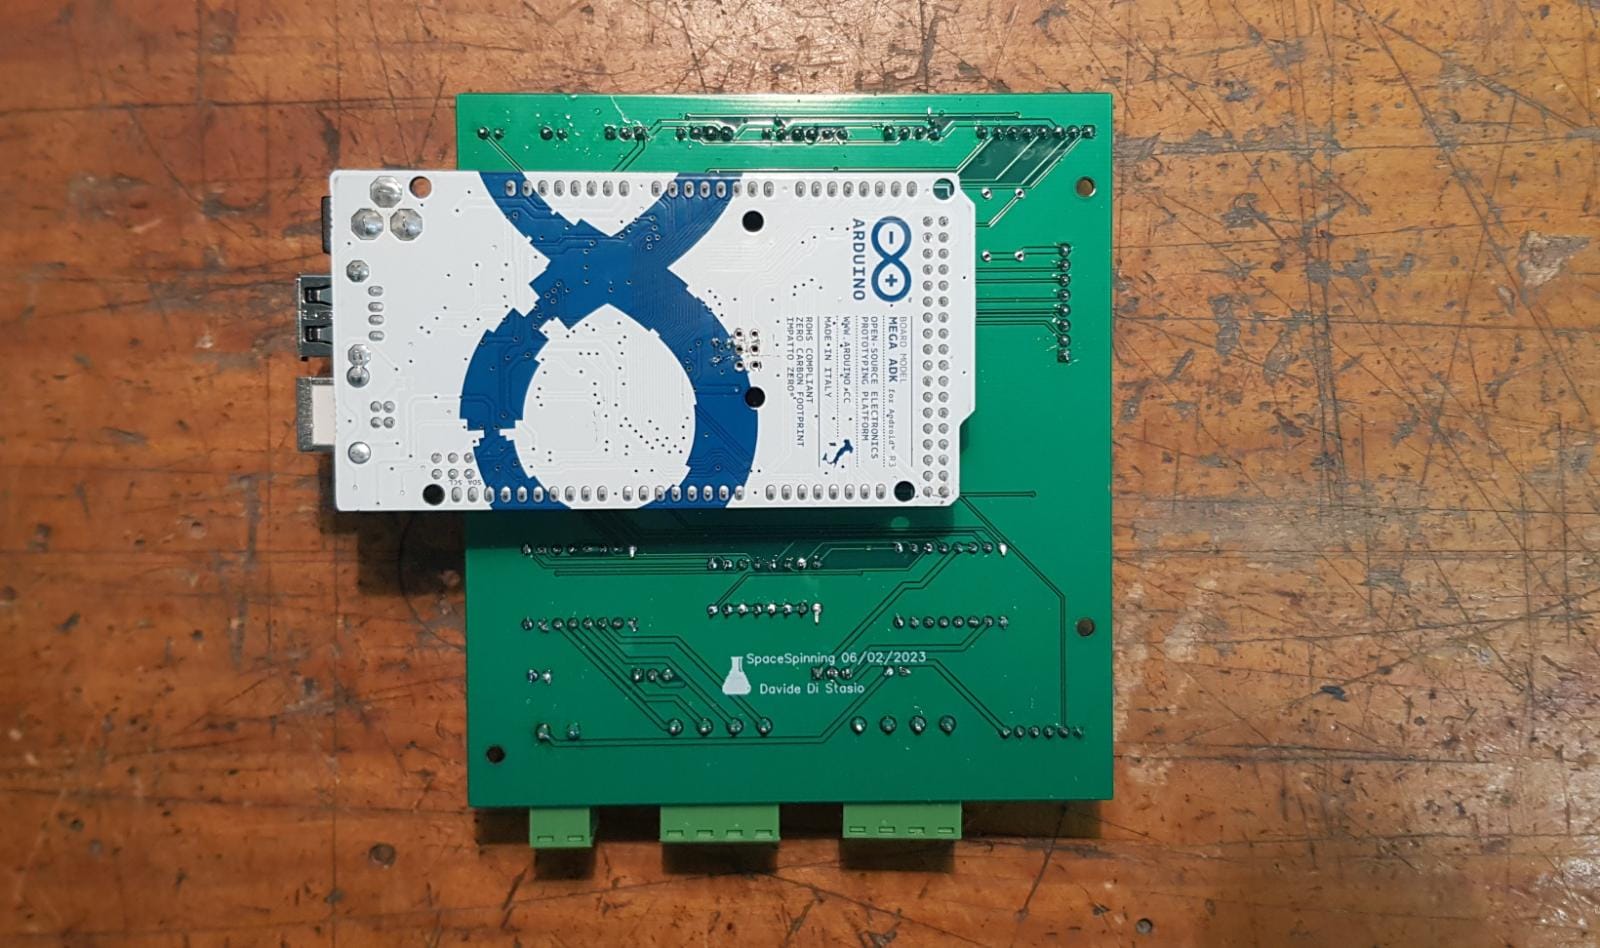 ARDUINO
BOARD MODEL
MEGA ADK for Android™ R3
OPEN-SOURCE ELECTRONICS
PROTOTYPING PLATFORM
WWW.ARDUINO.CC
MADE IN ITALY
ROHS COMPLIANT
ZERO CARBON FOOTPRINT
IMPATTO ZERO®
SDA
SCL
SpaceSpinning 06/02/2023
Davide Di Stasio